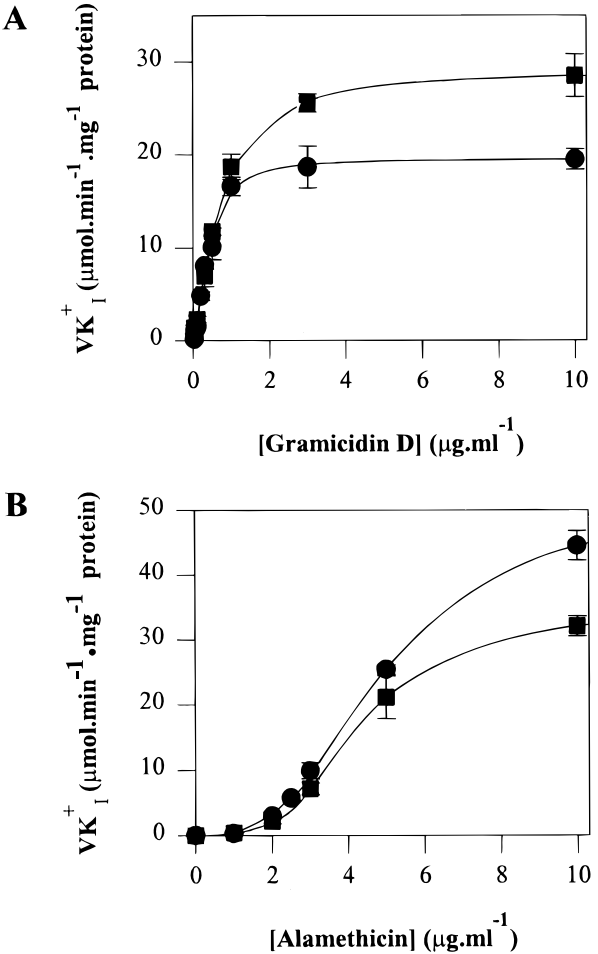 A
VK+I (μmol.min-1.mg-1 protein)
30
20
10
0
0 2 4 6 8 10
[Gramicidin D] (μg.ml-1)
B
VK+I (μmol.min-1.mg-1 protein)
50
40
30
20
10
0
0 2 4 6 8 10
[Alamethicin] (μg.ml-1)